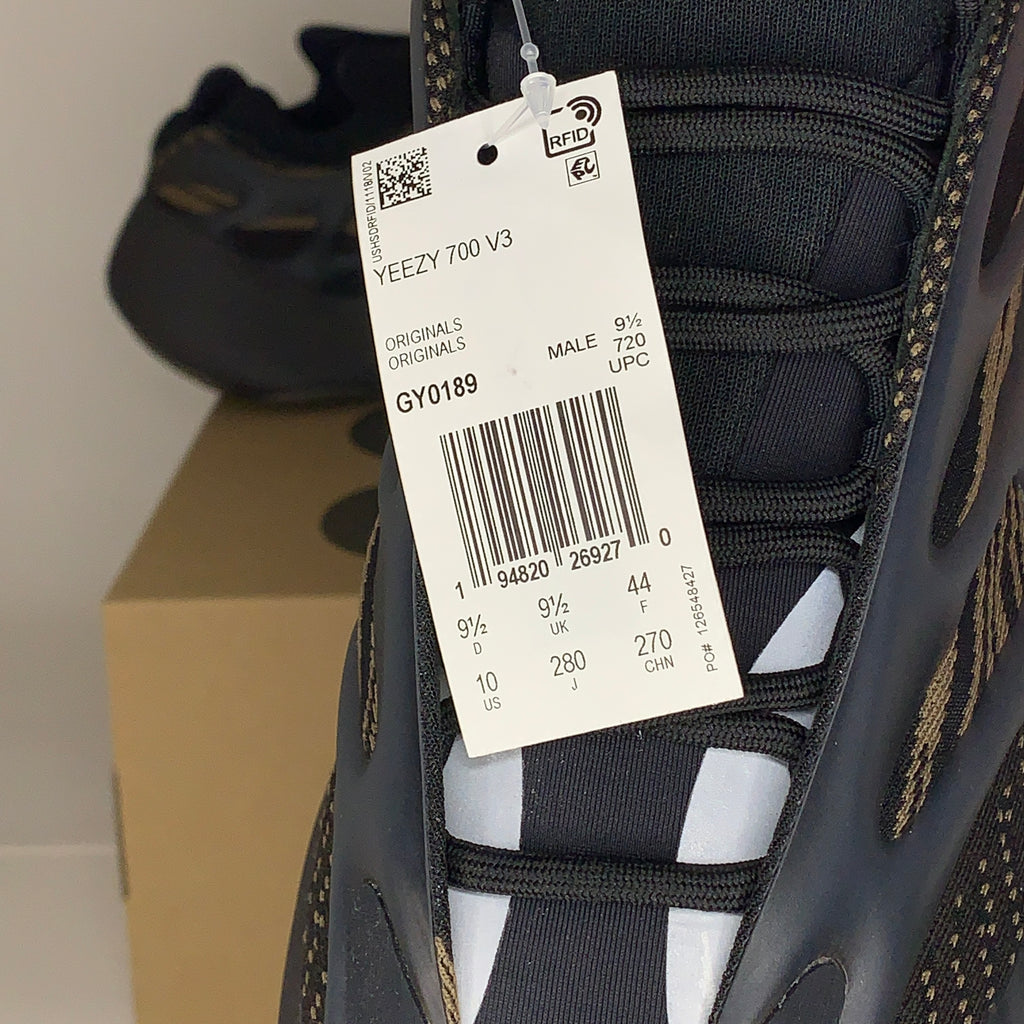 RFID
USHSDRFID/1118/V02
YEEZY 700 V3
ORIGINALS
ORIGINALS
MALE 9½
720
UPC
GY0189
1 94820 26927 0
9½ 9½ 44
D UK F
10 280 270
US J CHN
PO# 126548427